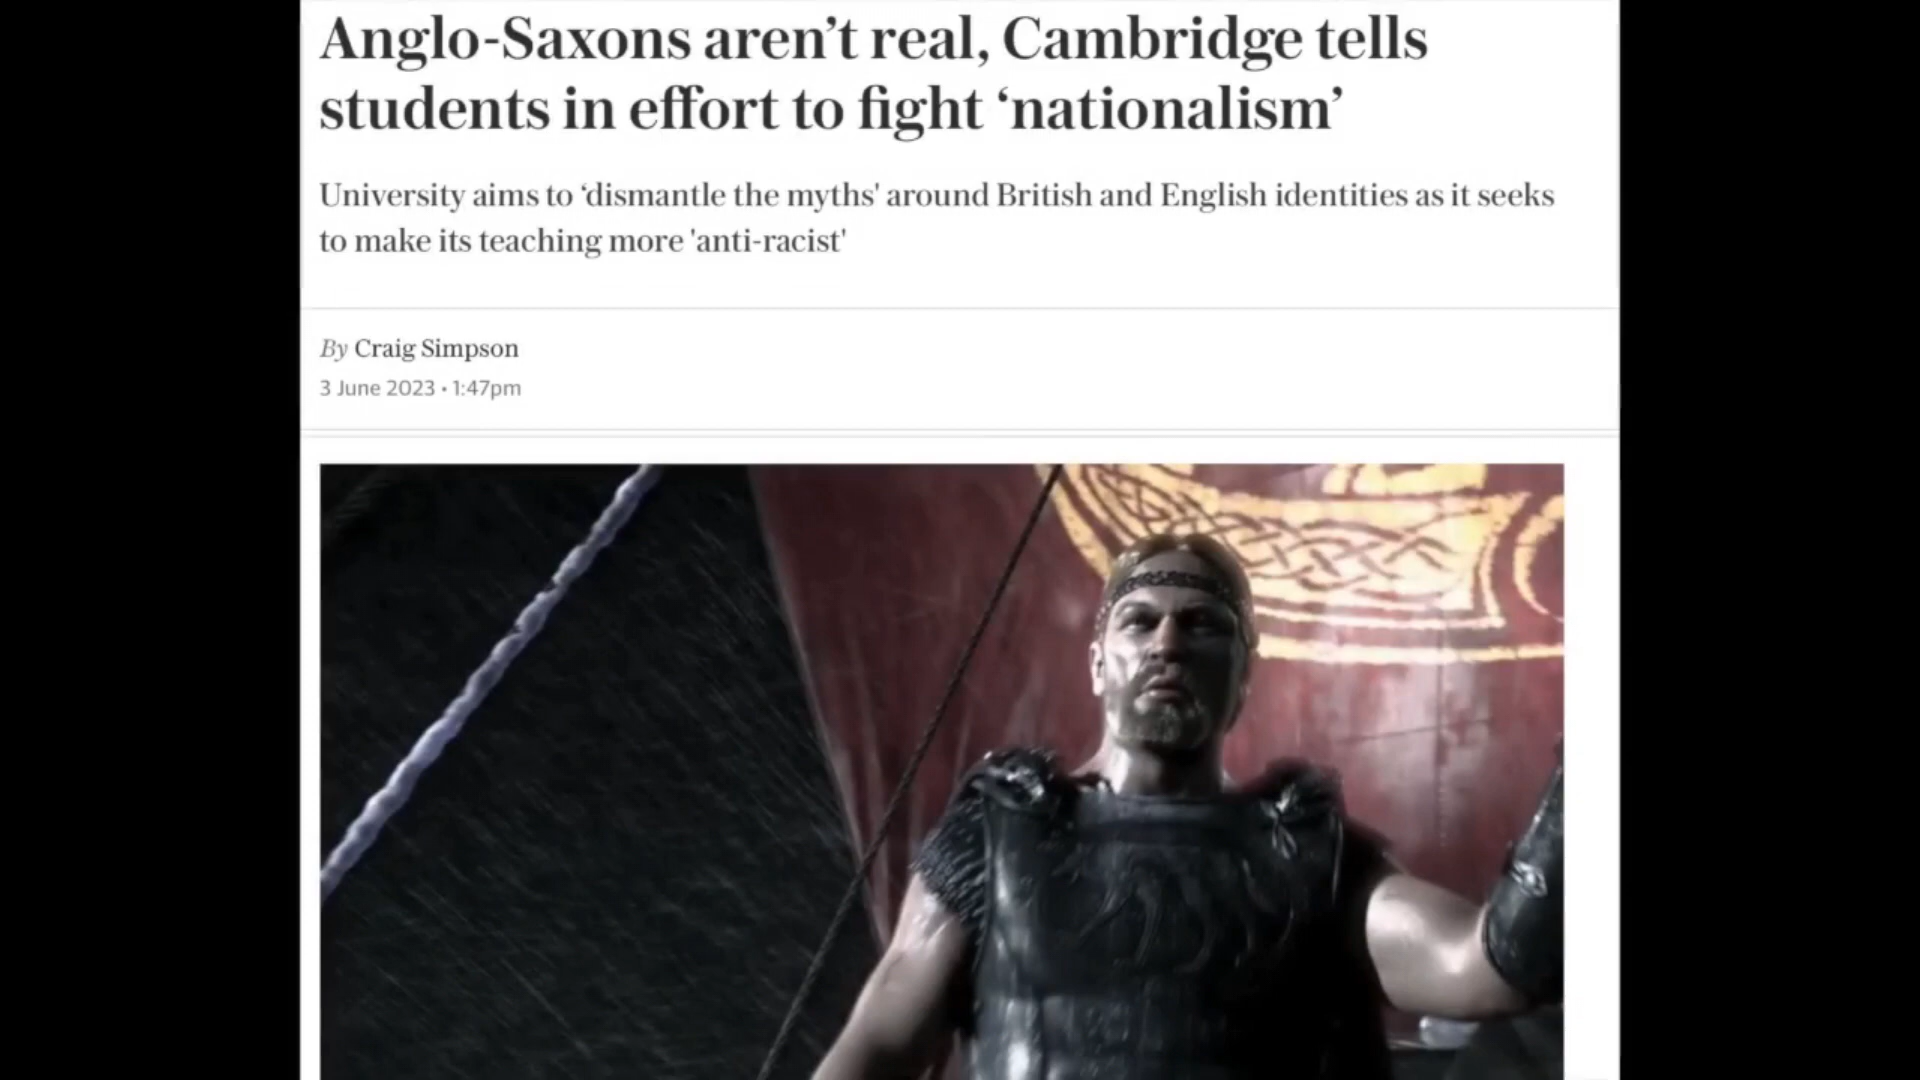 Anglo-Saxons aren’t real, Cambridge tells
students in effort to fight ‘nationalism’
University aims to ‘dismantle the myths' around British and English identities as it seeks
to make its teaching more 'anti-racist'
By Craig Simpson
3 June 2023 • 1:47pm